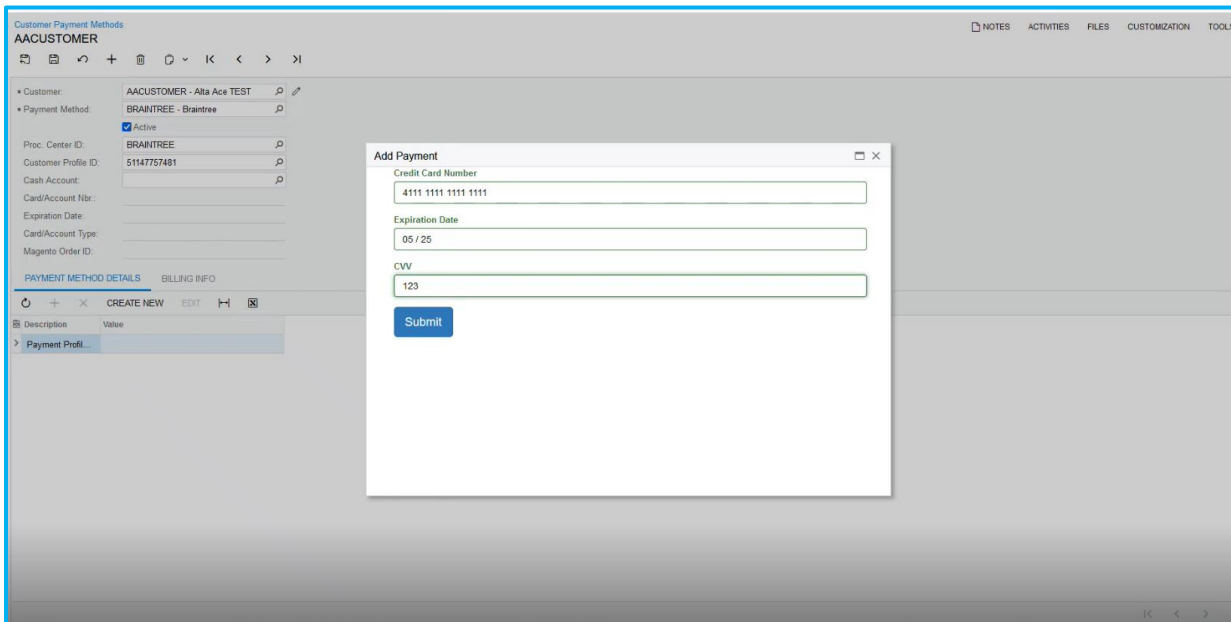 Customer Payment Methods
AACUSTOMER
NOTES ACTIVITIES FILES CUSTOMIZATION TOOLS
Customer: AACUSTOMER - Alta Ace TEST
Payment Method: BRAINTREE - Braintree
Active
Proc. Center ID: BRAINTREE
Customer Profile ID: 51147757481
Cash Account:
Card/Account Nbr.:
Expiration Date:
Card/Account Type:
Magento Order ID:
PAYMENT METHOD DETAILS BILLING INFO
CREATE NEW EDIT
Description Value
Payment Profil...
Add Payment
Credit Card Number
4111 1111 1111 1111
Expiration Date
05 / 25
CVV
123
Submit